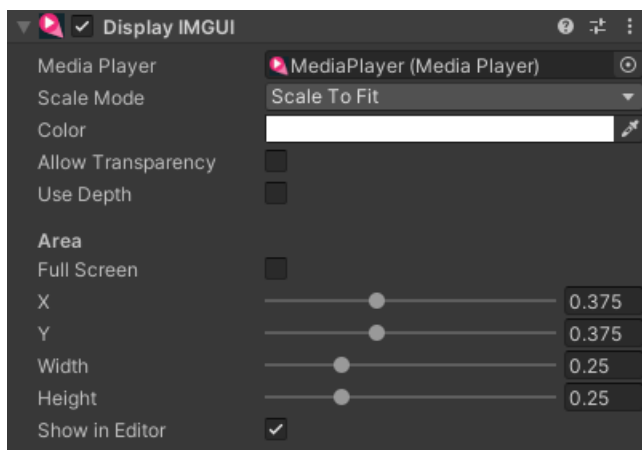 Display IMGUI
Media Player MediaPlayer (Media Player)
Scale Mode Scale To Fit
Color
Allow Transparency
Use Depth
Area
Full Screen
X 0.375
Y 0.375
Width 0.25
Height 0.25
Show in Editor